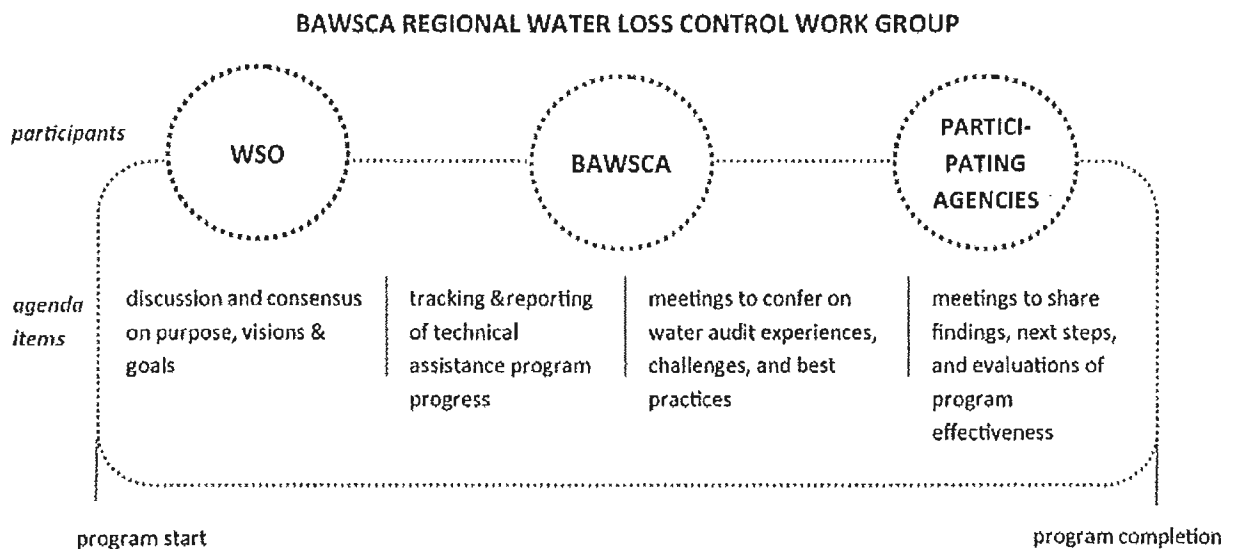 BAWSCA REGIONAL WATER LOSS CONTROL WORK GROUP
participants
WSO
BAWSCA
PARTICI-
PATING
AGENCIES
agenda
items
discussion and consensus
on purpose, visions &
goals
tracking & reporting
of technical
assistance program
progress
meetings to confer on
water audit experiences,
challenges, and best
practices
meetings to share
findings, next steps,
and evaluations of
program
effectiveness
program start
program completion